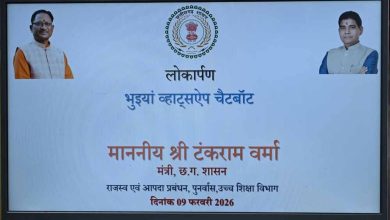 लोकार्पण
भुइयां व्हाट्सऐप चैटबॉट
माननीय श्री टंकराम वर्मा
मंत्री, छ.ग. शासन
राजस्व एवं आपदा प्रबंधन, पुनर्वास,उच्च शिक्षा विभाग
दिनांक 09 फरवरी 2026